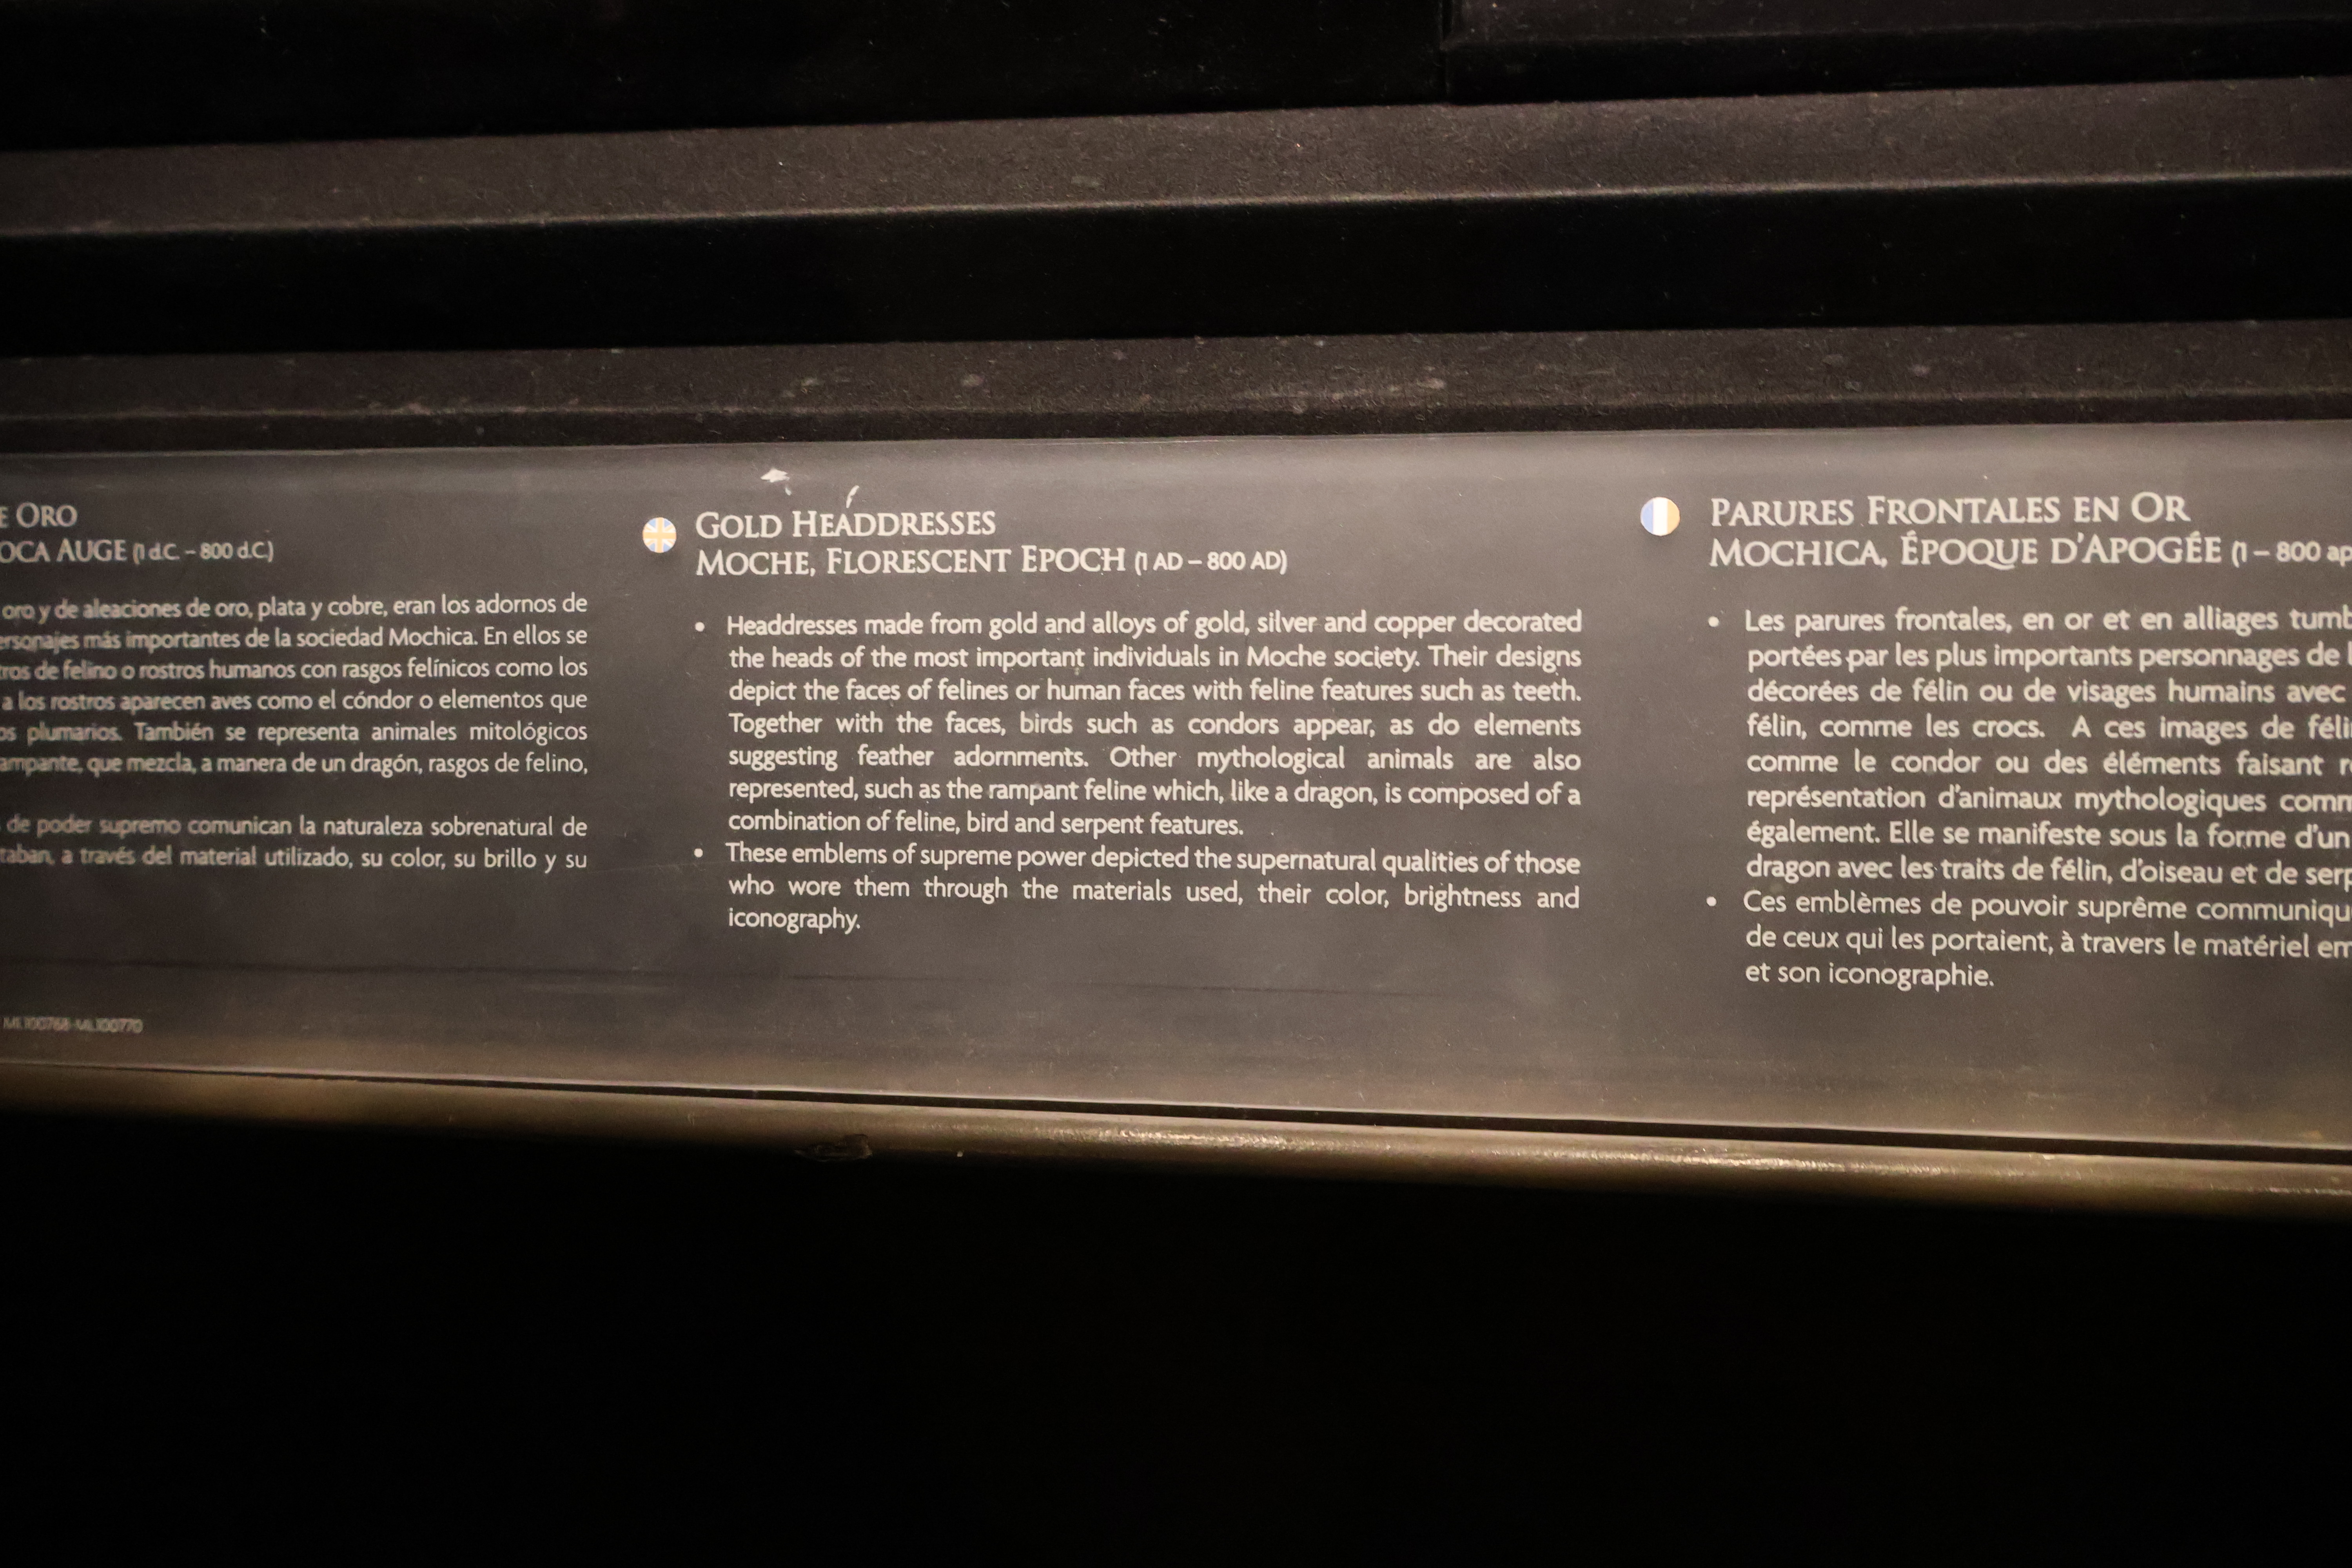 E ORO
OCA AUGE (1 d.C. – 800 d.C.)
oro y de aleaciones de oro, plata y cobre, eran los adornos de
ersonajes más importantes de la sociedad Mochica. En ellos se
tros de felino o rostros humanos con rasgos felínicos como los
a los rostros aparecen aves como el cóndor o elementos que
os plumarios. También se representa animales mitológicos
ampante, que mezcla, a manera de un dragón, rasgos de felino,
de poder supremo comunican la naturaleza sobrenatural de
taban, a través del material utilizado, su color, su brillo y su
ML100768-ML100770
GOLD HEADDRESSES
MOCHE, FLORESCENT EPOCH (1 AD – 800 AD)
• Headdresses made from gold and alloys of gold, silver and copper decorated
the heads of the most important individuals in Moche society. Their designs
depict the faces of felines or human faces with feline features such as teeth.
Together with the faces, birds such as condors appear, as do elements
suggesting feather adornments. Other mythological animals are also
represented, such as the rampant feline which, like a dragon, is composed of a
combination of feline, bird and serpent features.
• These emblems of supreme power depicted the supernatural qualities of those
who wore them through the materials used, their color, brightness and
iconography.
PARURES FRONTALES EN OR
MOCHICA, ÉPOQUE D'APOGÉE (1 – 800 ap
• Les parures frontales, en or et en alliages tumb
portées par les plus importants personnages de l
décorées de félin ou de visages humains avec
félin, comme les crocs. A ces images de féli
comme le condor ou des éléments faisant r
représentation d'animaux mythologiques comm
également. Elle se manifeste sous la forme d'un
dragon avec les traits de félin, d'oiseau et de serp
• Ces emblèmes de pouvoir suprême communiqu
de ceux qui les portaient, à travers le matériel em
et son iconographie.